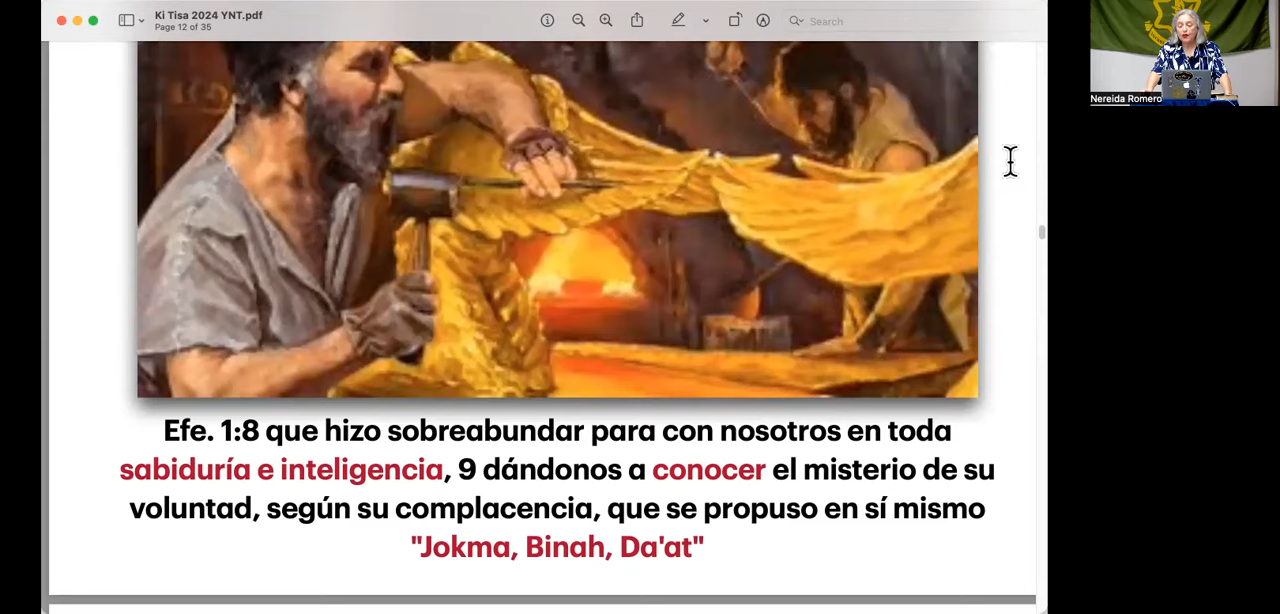 Ki Tisa 2024 YNT.pdf
Page 12 of 35
Search
Nereida Romero
Efe. 1:8 que hizo sobreabundar para con nosotros en toda
sabiduría e inteligencia, 9 dándonos a conocer el misterio de su
voluntad, según su complacencia, que se propuso en sí mismo
"Jokma, Binah, Da'at"